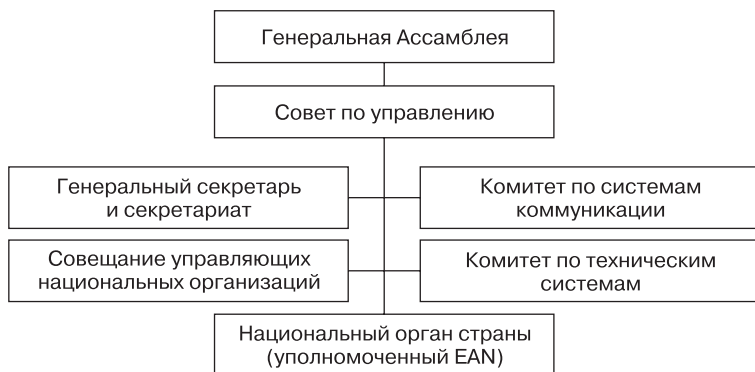 Генеральная Ассамблея
Совет по управлению
Генеральный секретарь
и секретариат
Комитет по системам
коммуникации
Совещание управляющих
национальных организаций
Комитет по техническим
системам
Национальный орган страны
(уполномоченный EAN)